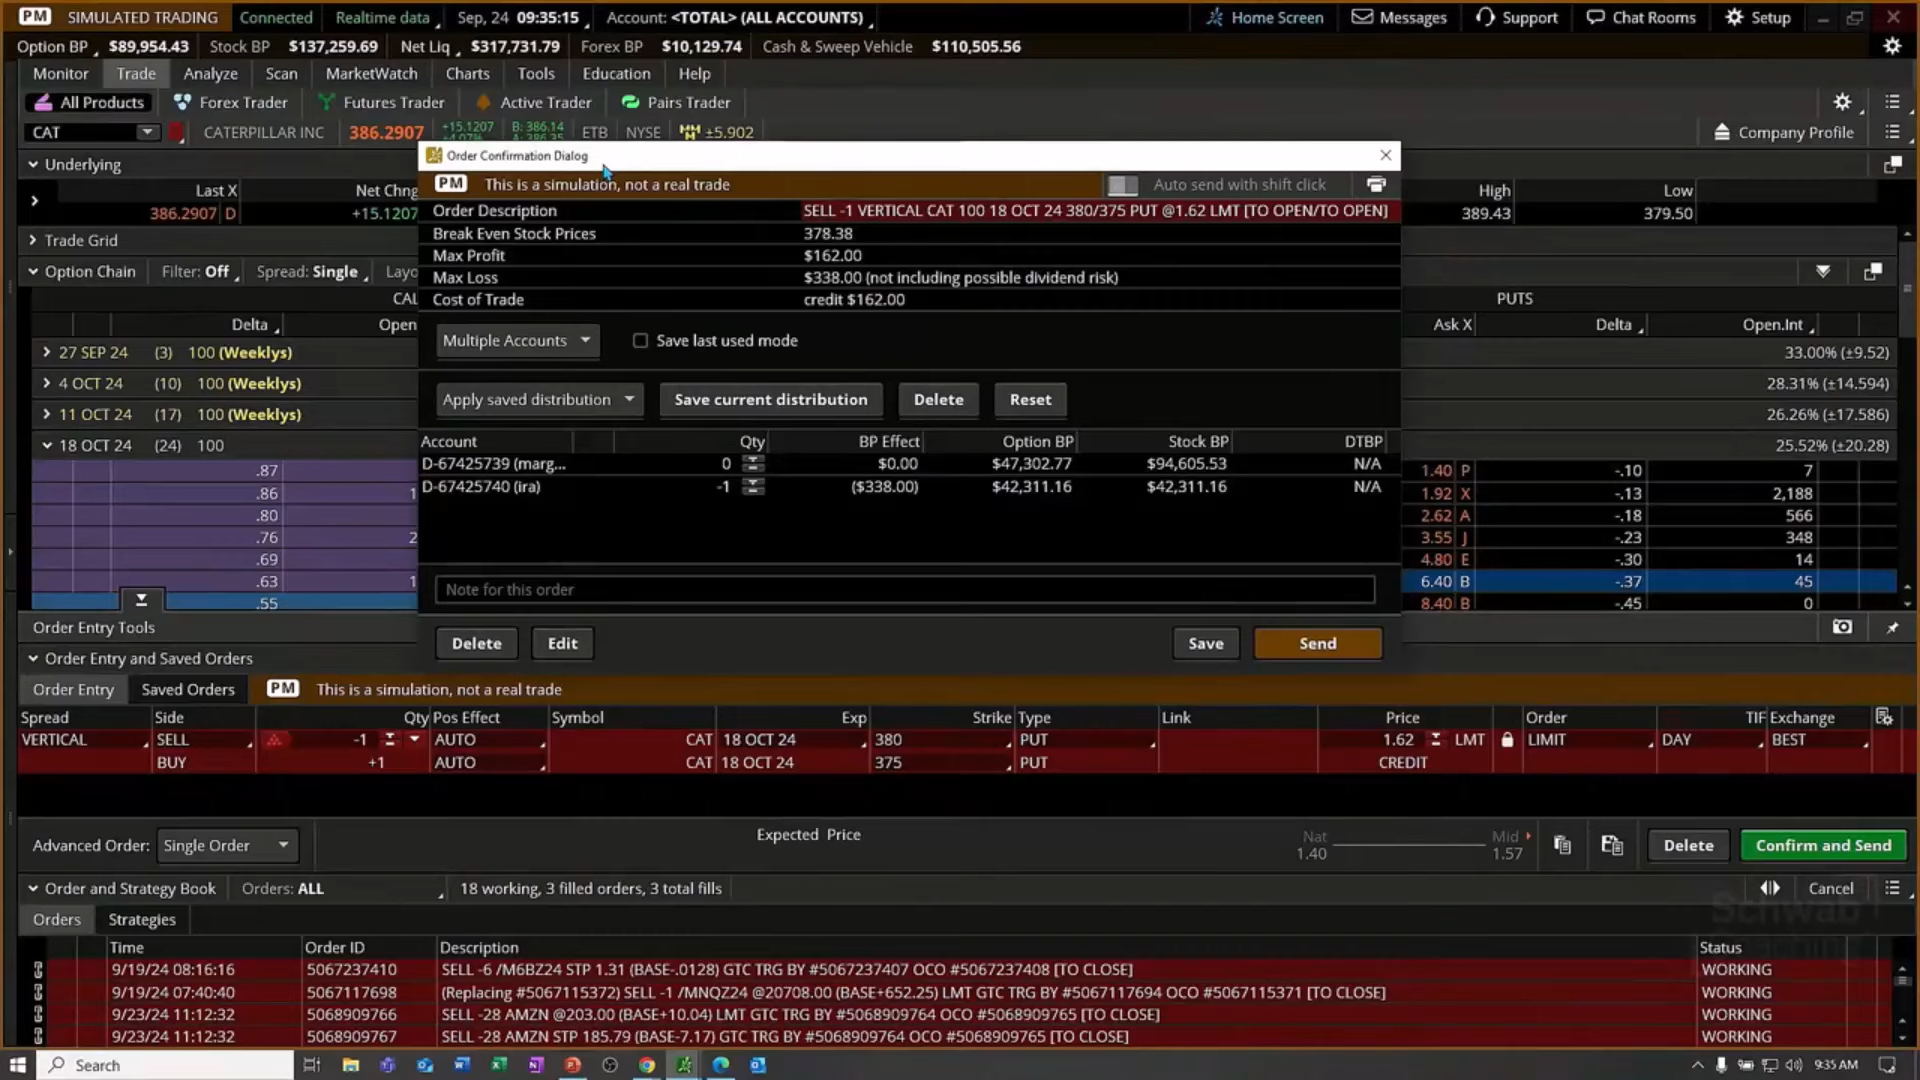 PM SIMULATED TRADING Connected Realtime data Sep, 24 09:35:15 Account: <TOTAL> (ALL ACCOUNTS) Home Screen Messages Support Chat Rooms Setup
Option BP $89,954.43 Stock BP $137,259.69 Net Liq $317,731.79 Forex BP $10,129.74 Cash & Sweep Vehicle $110,505.56
Monitor Trade Analyze Scan MarketWatch Charts Tools Education Help
All Products Forex Trader Futures Trader Active Trader Pairs Trader
CAT CATERPILLAR INC 386.2907 +15.1207 B: 386.14 ETB NYSE ±5.902 Company Profile
Underlying
Order Confirmation Dialog
PM This is a simulation, not a real trade Auto send with shift click
Last X Net Chng High Low
386.2907 D +15.1207 389.43 379.50
Order Description SELL -1 VERTICAL CAT 100 18 OCT 24 380/375 PUT @1.62 LMT [TO OPEN/TO OPEN]
Break Even Stock Prices 378.38
Max Profit $162.00
Max Loss $338.00 (not including possible dividend risk)
Cost of Trade credit $162.00
Trade Grid
Option Chain Filter: Off Spread: Single Layo
CAL PUTS
Delta Open Ask X Delta Open.Int
Multiple Accounts Save last used mode
Apply saved distribution Save current distribution Delete Reset
27 SEP 24 (3) 100 (Weeklys) 33.00% (±9.52)
4 OCT 24 (10) 100 (Weeklys) 28.31% (±14.594)
11 OCT 24 (17) 100 (Weeklys) 26.26% (±17.586)
18 OCT 24 (24) 100 25.52% (±20.28)
Account Qty BP Effect Option BP Stock BP DTBP
D-67425739 (marg... 0 $0.00 $47,302.77 $94,605.53 N/A
D-67425740 (ira) -1 ($338.00) $42,311.16 $42,311.16 N/A
.87 1.40 P -.10 7
.86 1 1.92 X -.13 2,188
.80 2.62 A -.18 566
.76 2 3.55 J -.23 348
.69 4.80 E -.30 14
.63 1 6.40 B -.37 45
.55 8.40 B -.45 0
Note for this order
Delete Edit Save Send
Order Entry Tools
Order Entry and Saved Orders
Order Entry Saved Orders PM This is a simulation, not a real trade
Spread Side Qty Pos Effect Symbol Exp Strike Type Link Price Order TIF Exchange
VERTICAL SELL -1 AUTO CAT 18 OCT 24 380 PUT 1.62 LMT LIMIT DAY BEST
BUY +1 AUTO CAT 18 OCT 24 375 PUT CREDIT
Advanced Order: Single Order Expected Price Nat 1.40 Mid 1.57 Delete Confirm and Send
Order and Strategy Book Orders: ALL 18 working, 3 filled orders, 3 total fills Cancel
Orders Strategies
Schwab
Time Order ID Description Status
9/19/24 08:16:16 5067237410 SELL -6 /M6BZ24 STP 1.31 (BASE-.0128) GTC TRG BY #5067237407 OCO #5067237408 [TO CLOSE] WORKING
9/19/24 07:40:40 5067117698 (Replacing #5067115372) SELL -1 /MNQZ24 @20708.00 (BASE+652.25) LMT GTC TRG BY #5067117694 OCO #5067115371 [TO CLOSE] WORKING
9/23/24 11:12:32 5068909766 SELL -28 AMZN @203.00 (BASE+10.04) LMT GTC TRG BY #5068909764 OCO #5068909765 [TO CLOSE] WORKING
9/23/24 11:12:32 5068909767 SELL -28 AMZN STP 185.79 (BASE-7.17) GTC TRG BY #5068909764 OCO #5068909765 [TO CLOSE] WORKING
Search 9:35 AM